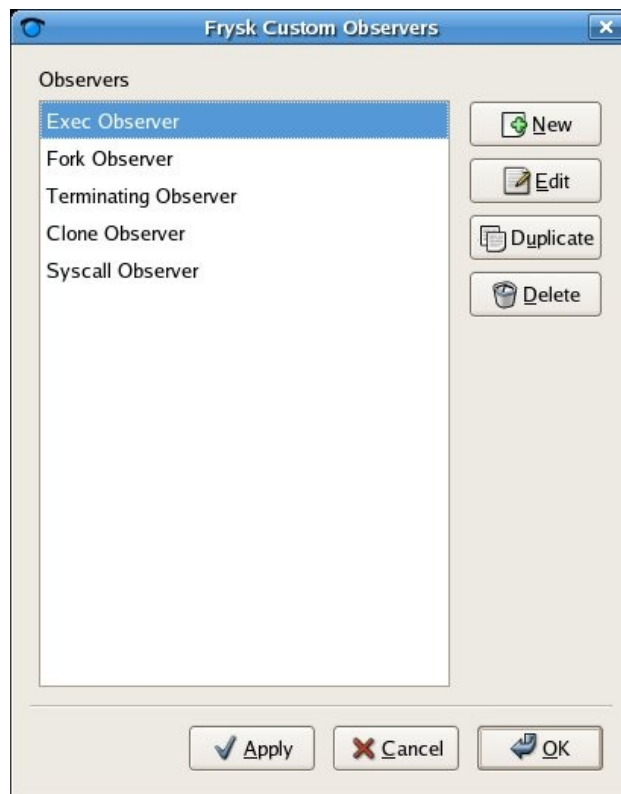 Frysk Custom Observers
Observers
Exec Observer
Fork Observer
Terminating Observer
Clone Observer
Syscall Observer
New
Edit
Duplicate
Delete
Apply
Cancel
OK